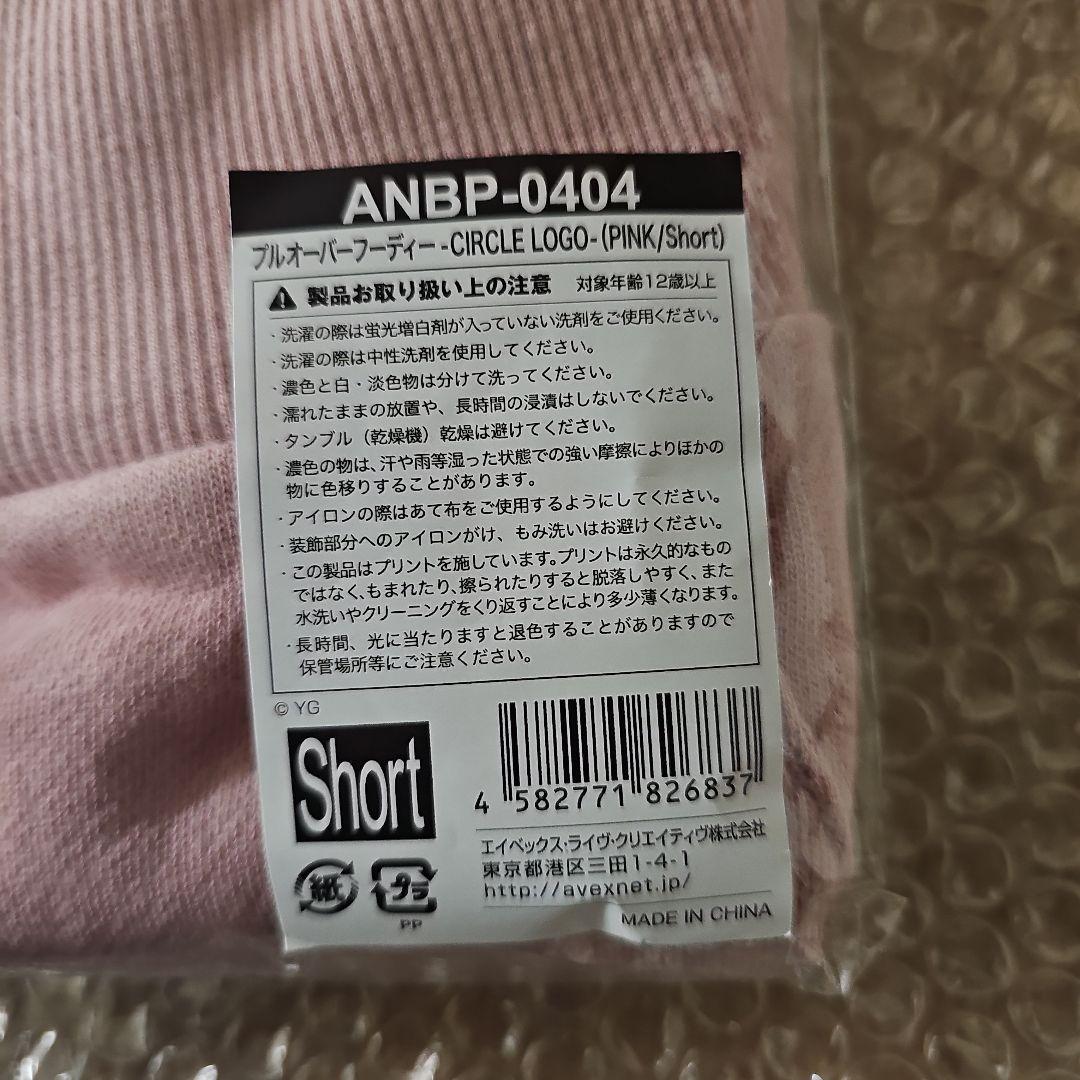 ANBP-0404
プルオーバーフーディー -CIRCLE LOGO- (PINK/Short)
製品お取り扱い上の注意 対象年齢12歳以上
・洗濯の際は蛍光増白剤が入っていない洗剤をご使用ください。
・洗濯の際は中性洗剤を使用してください。
・濃色と白・淡色物は分けて洗ってください。
・濡れたままの放置や、長時間の浸漬はしないでください。
・タンブル（乾燥機）乾燥は避けてください。
・濃色の物は、汗や雨等湿った状態での強い摩擦によりほかの
物に色移りすることがあります。
・アイロンの際はあて布をご使用するようにしてください。
・装飾部分へのアイロンがけ、もみ洗いはお避けください。
・この製品はプリントを施しています。プリントは永久的なもの
ではなく、もまれたり、擦られたりすると脱落しやすく、また
水洗いやクリーニングをくり返すことにより多少薄くなります。
・長時間、光に当たりますと退色することがありますので
保管場所等にご注意ください。
© YG
Short
4 582771 826837
エイベックス・ライヴ・クリエイティヴ株式会社
東京都港区三田1-4-1
http://avexnet.jp/
紙 プラ
PP
MADE IN CHINA